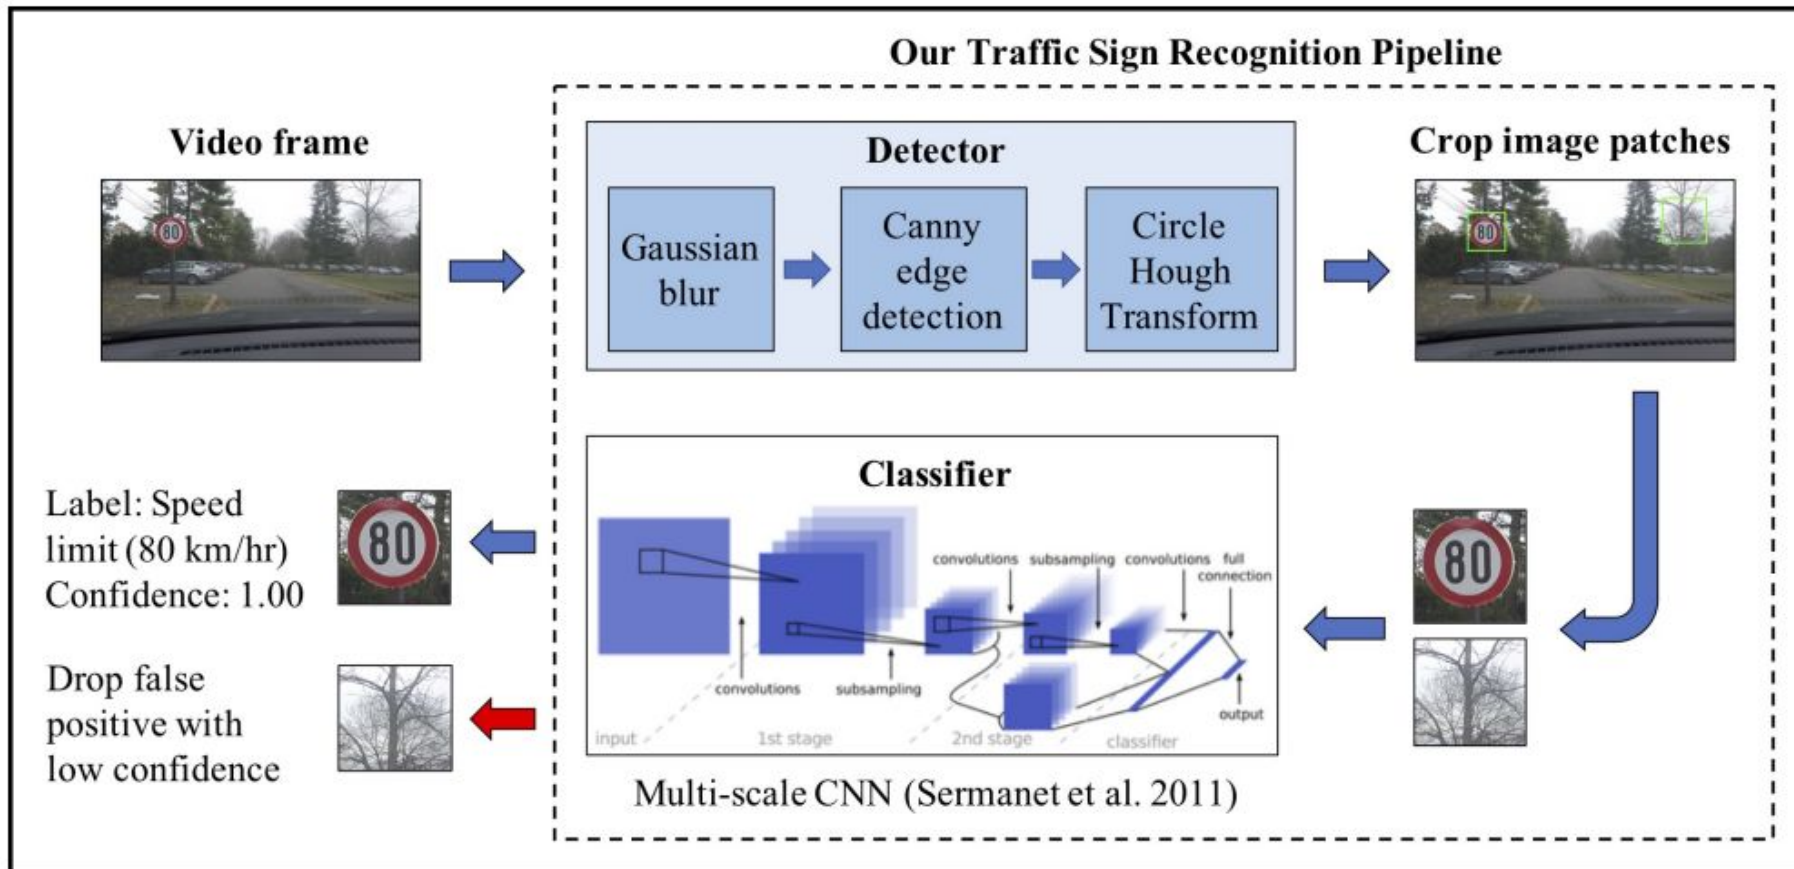 Our Traffic Sign Recognition Pipeline
Video frame
80
Detector
Gaussian
blur
Canny
edge
detection
Circle
Hough
Transform
Crop image patches
80
Label: Speed
limit (80 km/hr)
Confidence: 1.00
80
Drop false
positive with
low confidence
Classifier
convolutions
subsampling
convolutions
full
connection
convolutions
subsampling
output
input
1st stage
2nd stage
classifier
Multi-scale CNN (Sermanet et al. 2011)
80